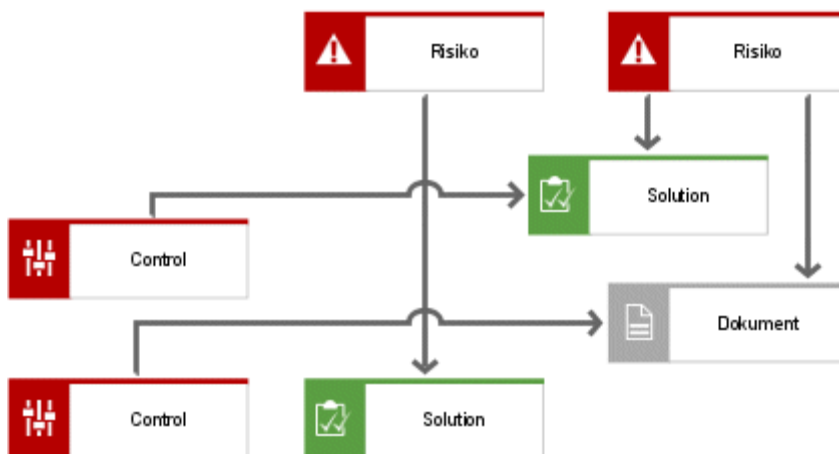 Risiko
Risiko
Solution
Control
Dokument
Control
Solution